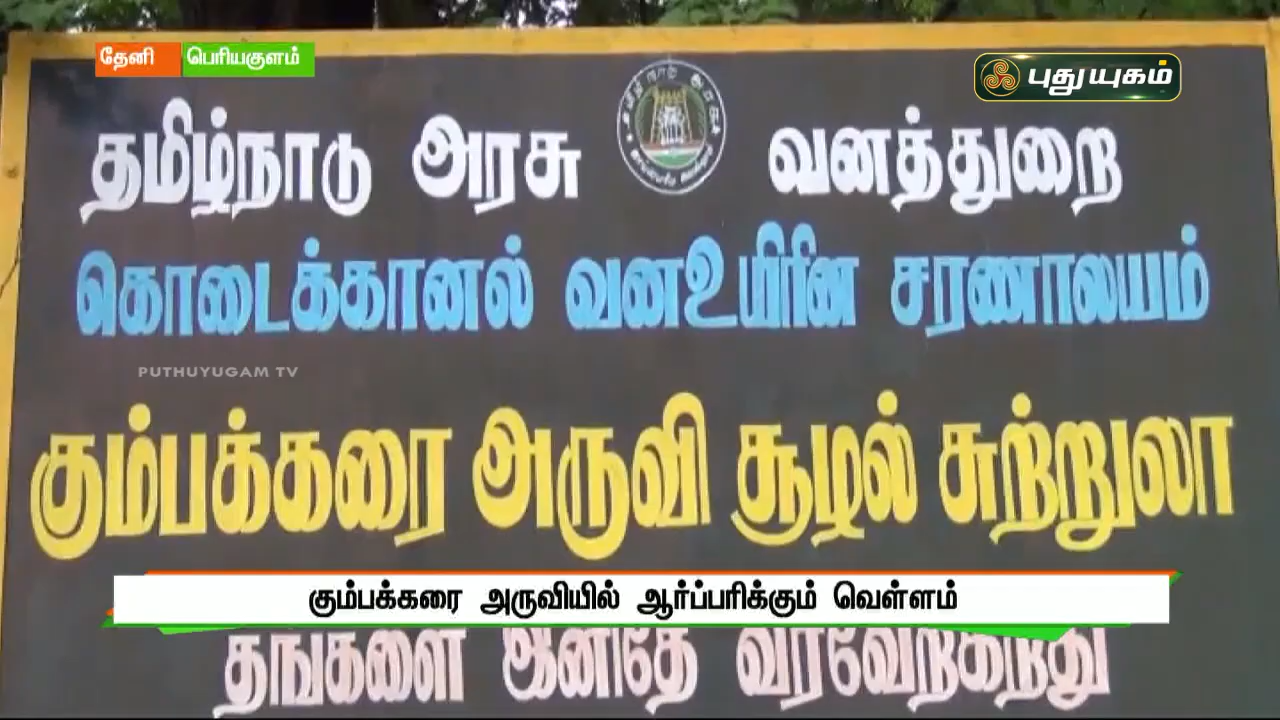 தேனி பெரியகுளம்
புதுயுகம்
தமிழ்நாடு அரசு வனத்துறை
கொடைக்கானல் வனஉயிரின சரணாலயம்
PUTHUYUGAM TV
கும்பக்கரை அருவி சூழல் சுற்றுலா
கும்பக்கரை அருவியில் ஆர்ப்பரிக்கும் வெள்ளம்
தங்களை இனிதே வரவேற்கிறது